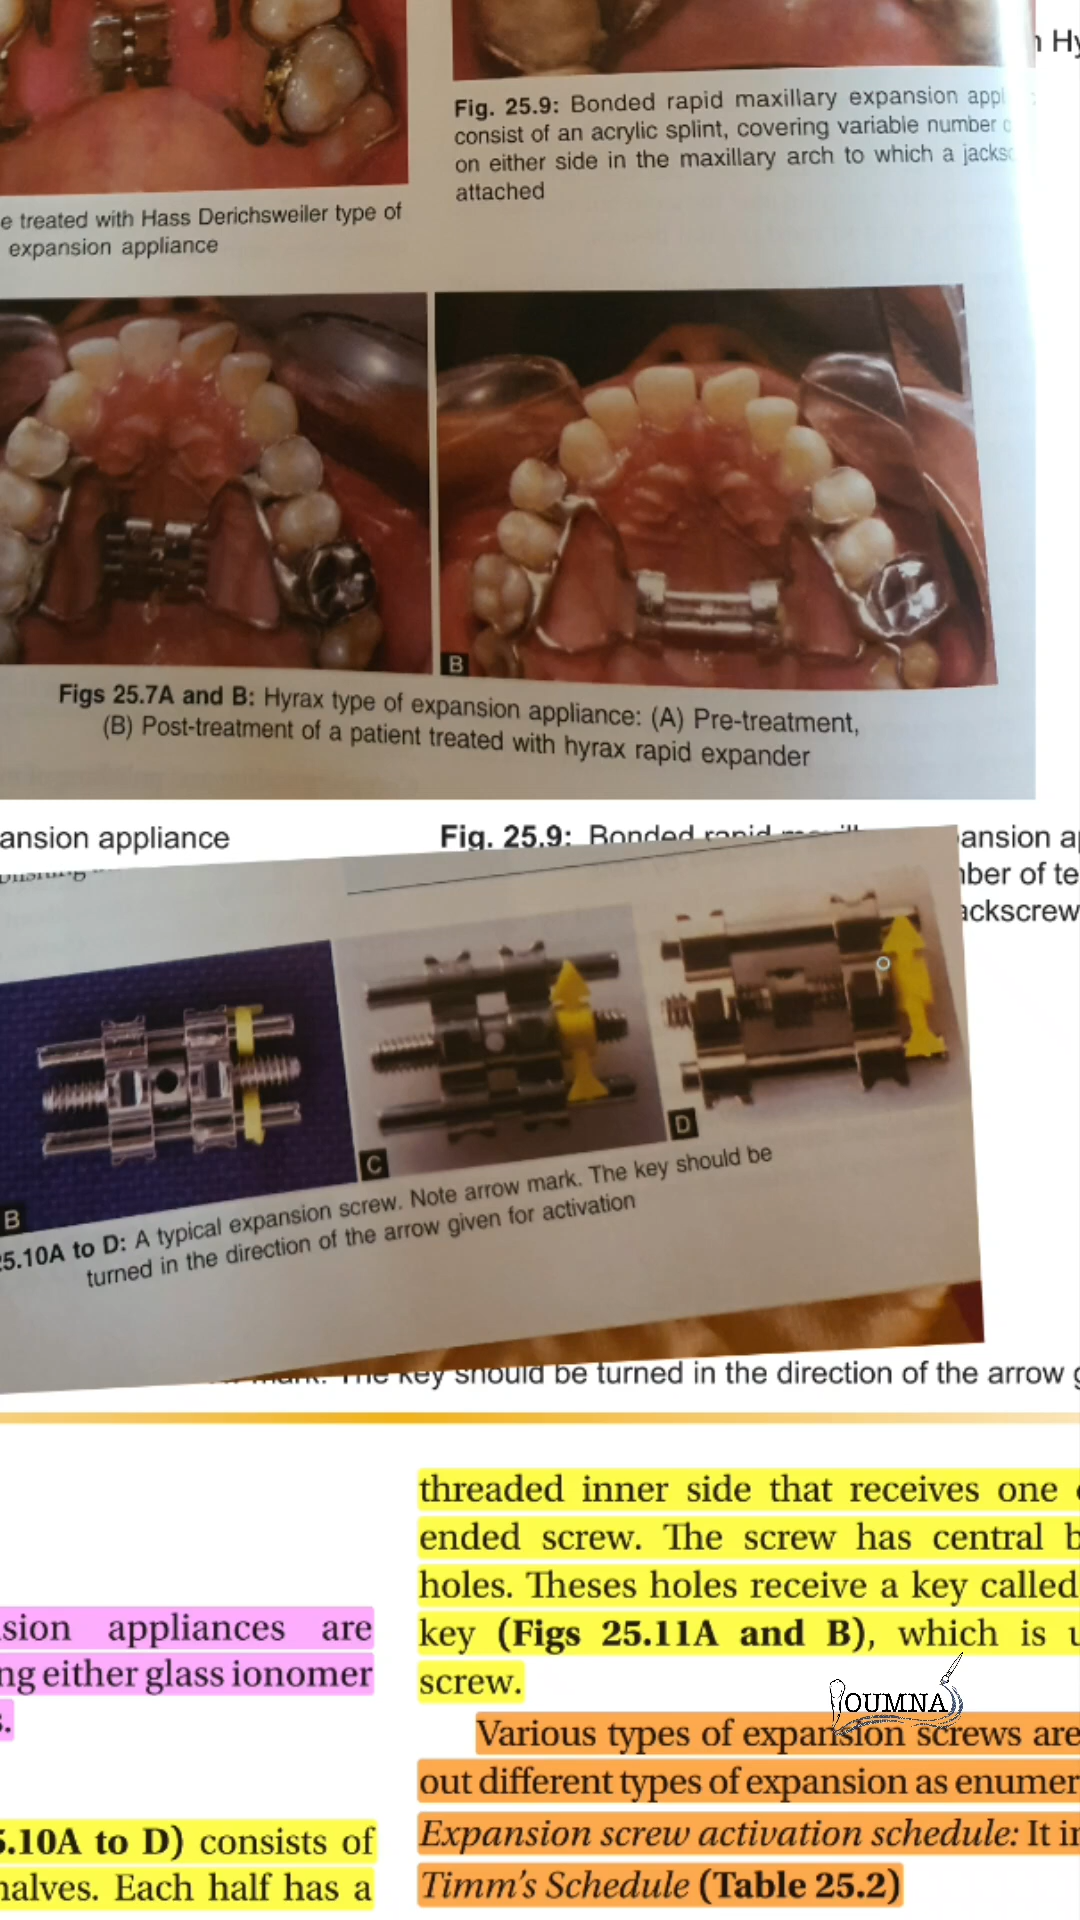 Hy
Fig. 25.9: Bonded rapid maxillary expansion
consist of an acrylic splint, covering variable number
on either side in the maxillary arch to which a
attached
e treated with Hass Derichsweiler type of
expansion appliance
B
Figs 25.7A and B: Hyrax type of expansion appliance: (A) Pre-treatment,
(B) Post-treatment of a patient treated with hyrax rapid expander
ansion appliance
Fig. 25.9: Bonded rapid
ansion
ber of te
ackscrew
B
C
D
5.10A to D: A typical expansion screw. Note arrow mark. The key should be
turned in the direction of the arrow given for activation
key should be turned in the direction of the arrow
sion appliances are
ng either glass ionomer
s.
5.10A to D) consists of
halves. Each half has a
threaded inner side that receives one
ended screw. The screw has central
holes. Theses holes receive a key called
key (Figs 25.11A and B), which is
screw.
JOUMNA
Various types of expansion screws are
out different types of expansion as enumer
Expansion screw activation schedule: It
Timm's Schedule (Table 25.2)